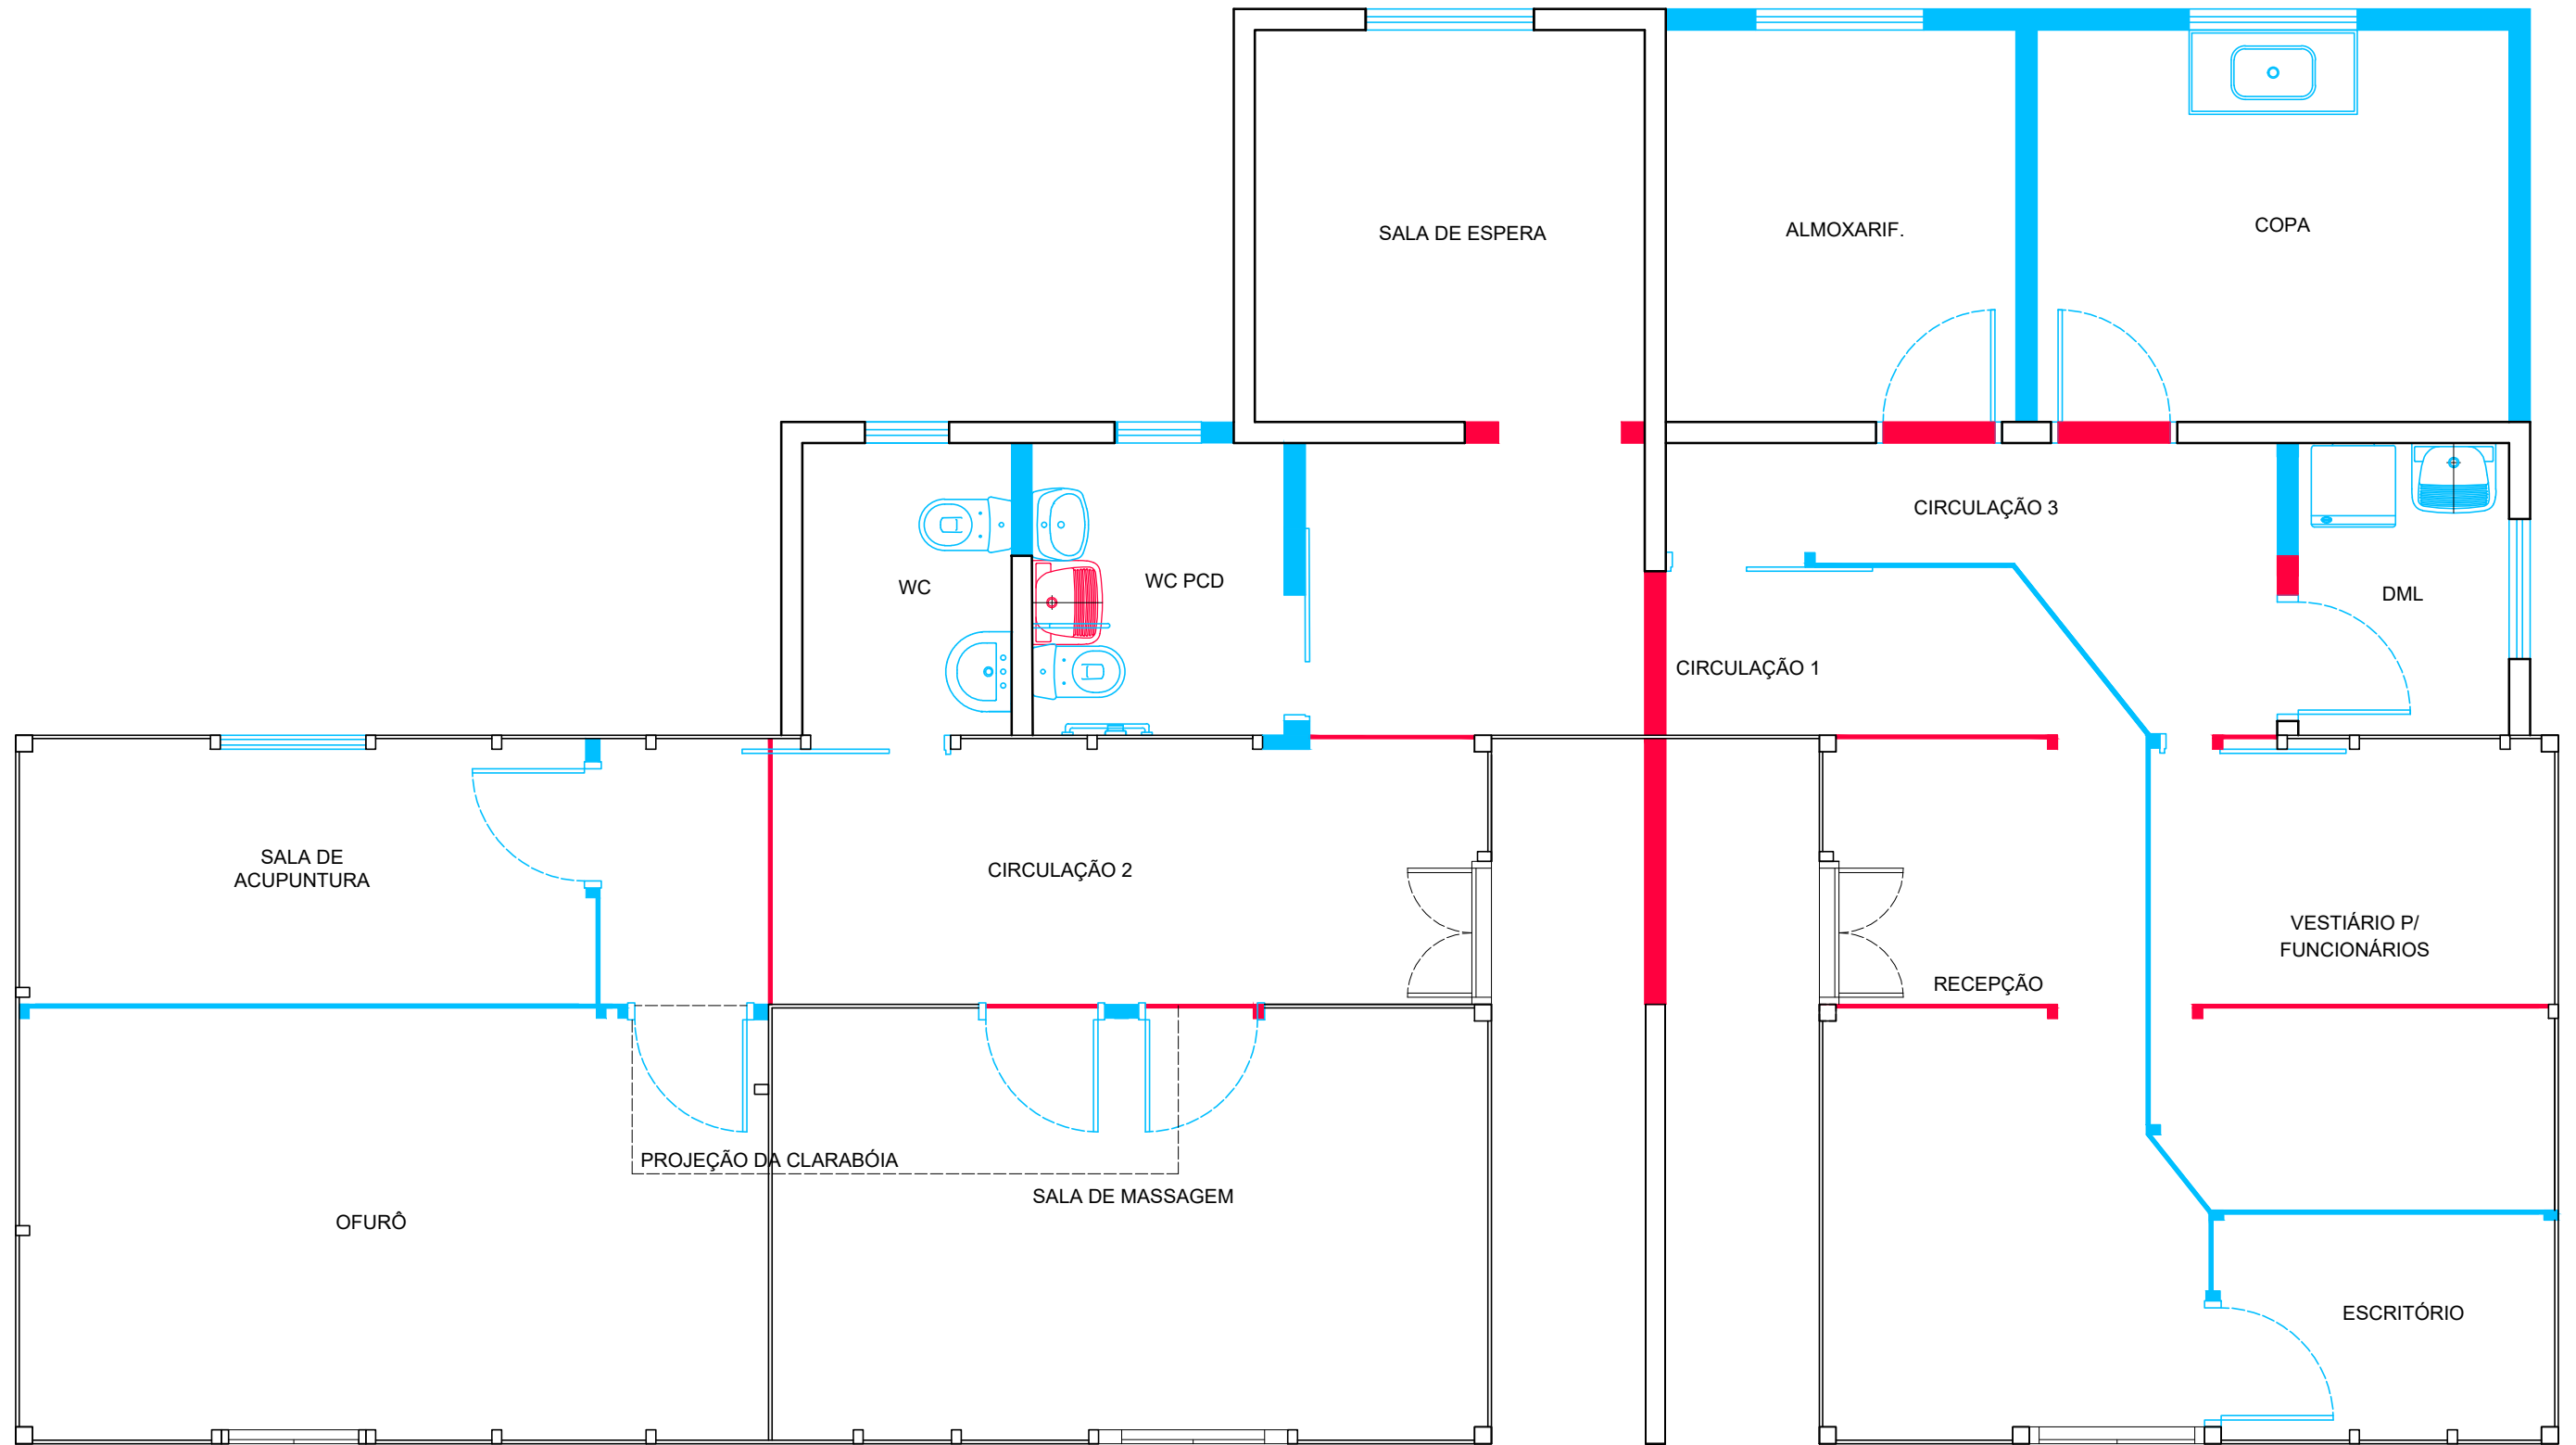 SALA DE ESPERA
ALMOXARIF.
COPA
CIRCULAÇÃO 3
WC
WC PCD
DML
CIRCULAÇÃO 1
SALA DE
ACUPUNTURA
CIRCULAÇÃO 2
VESTIÁRIO P/
FUNCIONÁRIOS
RECEPÇÃO
PROJEÇÃO DA CLARABÓIA
SALA DE MASSAGEM
OFURÔ
ESCRITÓRIO